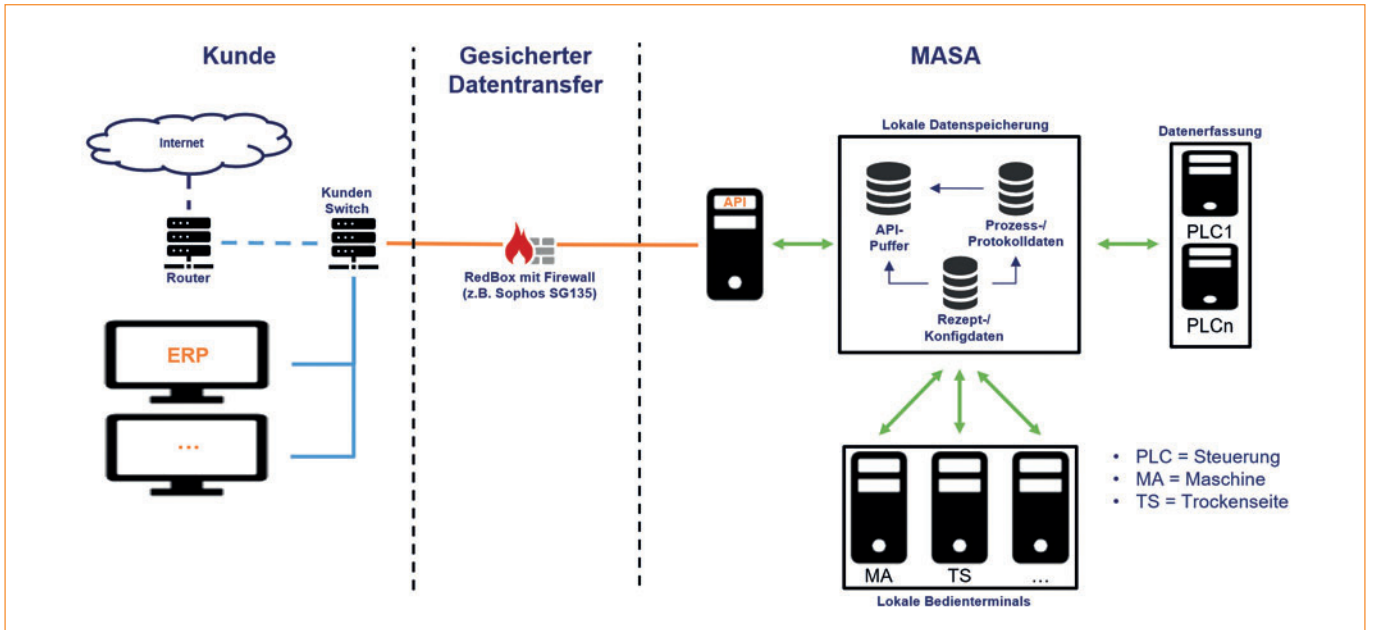 Kunde
Gesicherter
Datentransfer
MASA
Internet
Router
Kunden
Switch
ERP
...
RedBox mit Firewall
(z.B. Sophos SG135)
API
Lokale Datenspeicherung
API-
Puffer
Prozess-/
Protokolldaten
Rezept-/
Konfigdaten
Datenerfassung
PLC1
PLCn
MA
TS
...
Lokale Bedienterminals
• PLC = Steuerung
• MA = Maschine
• TS = Trockenseite